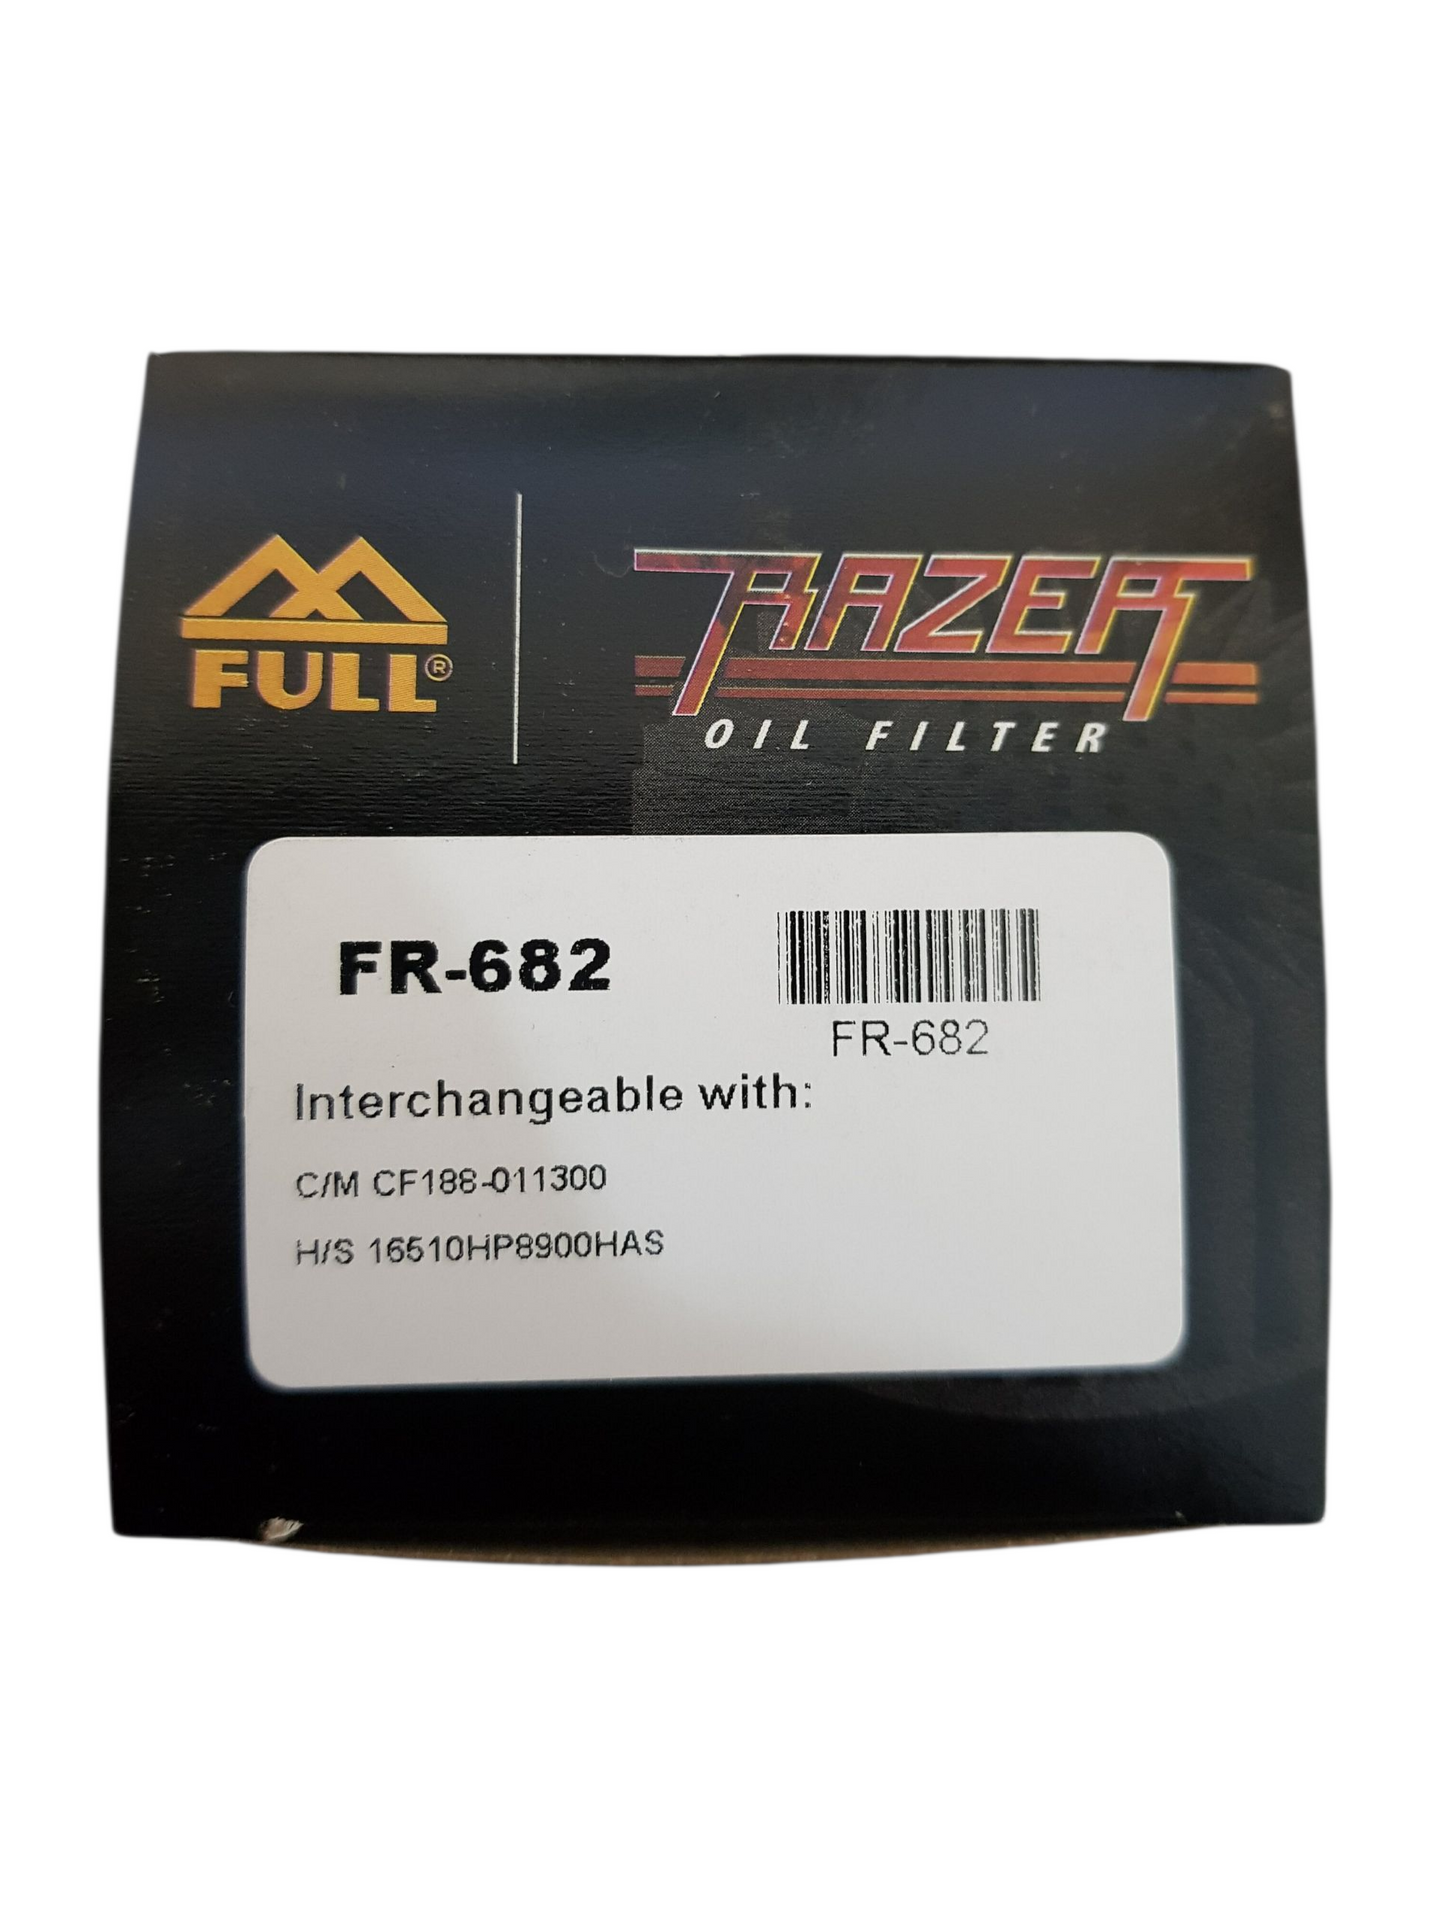 FULL®
RAZER
OIL FILTER
FR-682
FR-682
Interchangeable with:
C/M CF188-011300
H/S 16510HP8900HAS